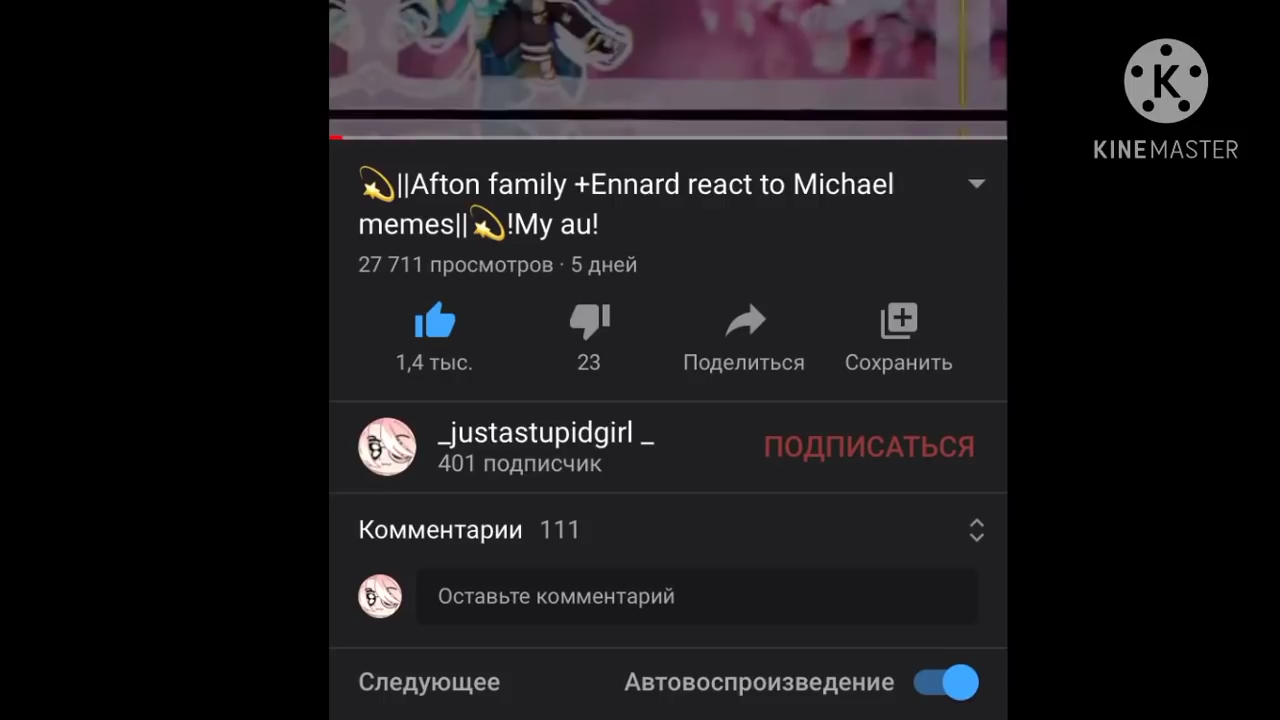 KINEMASTER
💫||Afton family +Ennard react to Michael
memes||💫!My au!
27 711 просмотров · 5 дней
1,4 тыс. 23 Поделиться Сохранить
_justastupidgirl _
401 подписчик
ПОДПИСАТЬСЯ
Комментарии 111
Оставьте комментарий
Следующее Автовоспроизведение